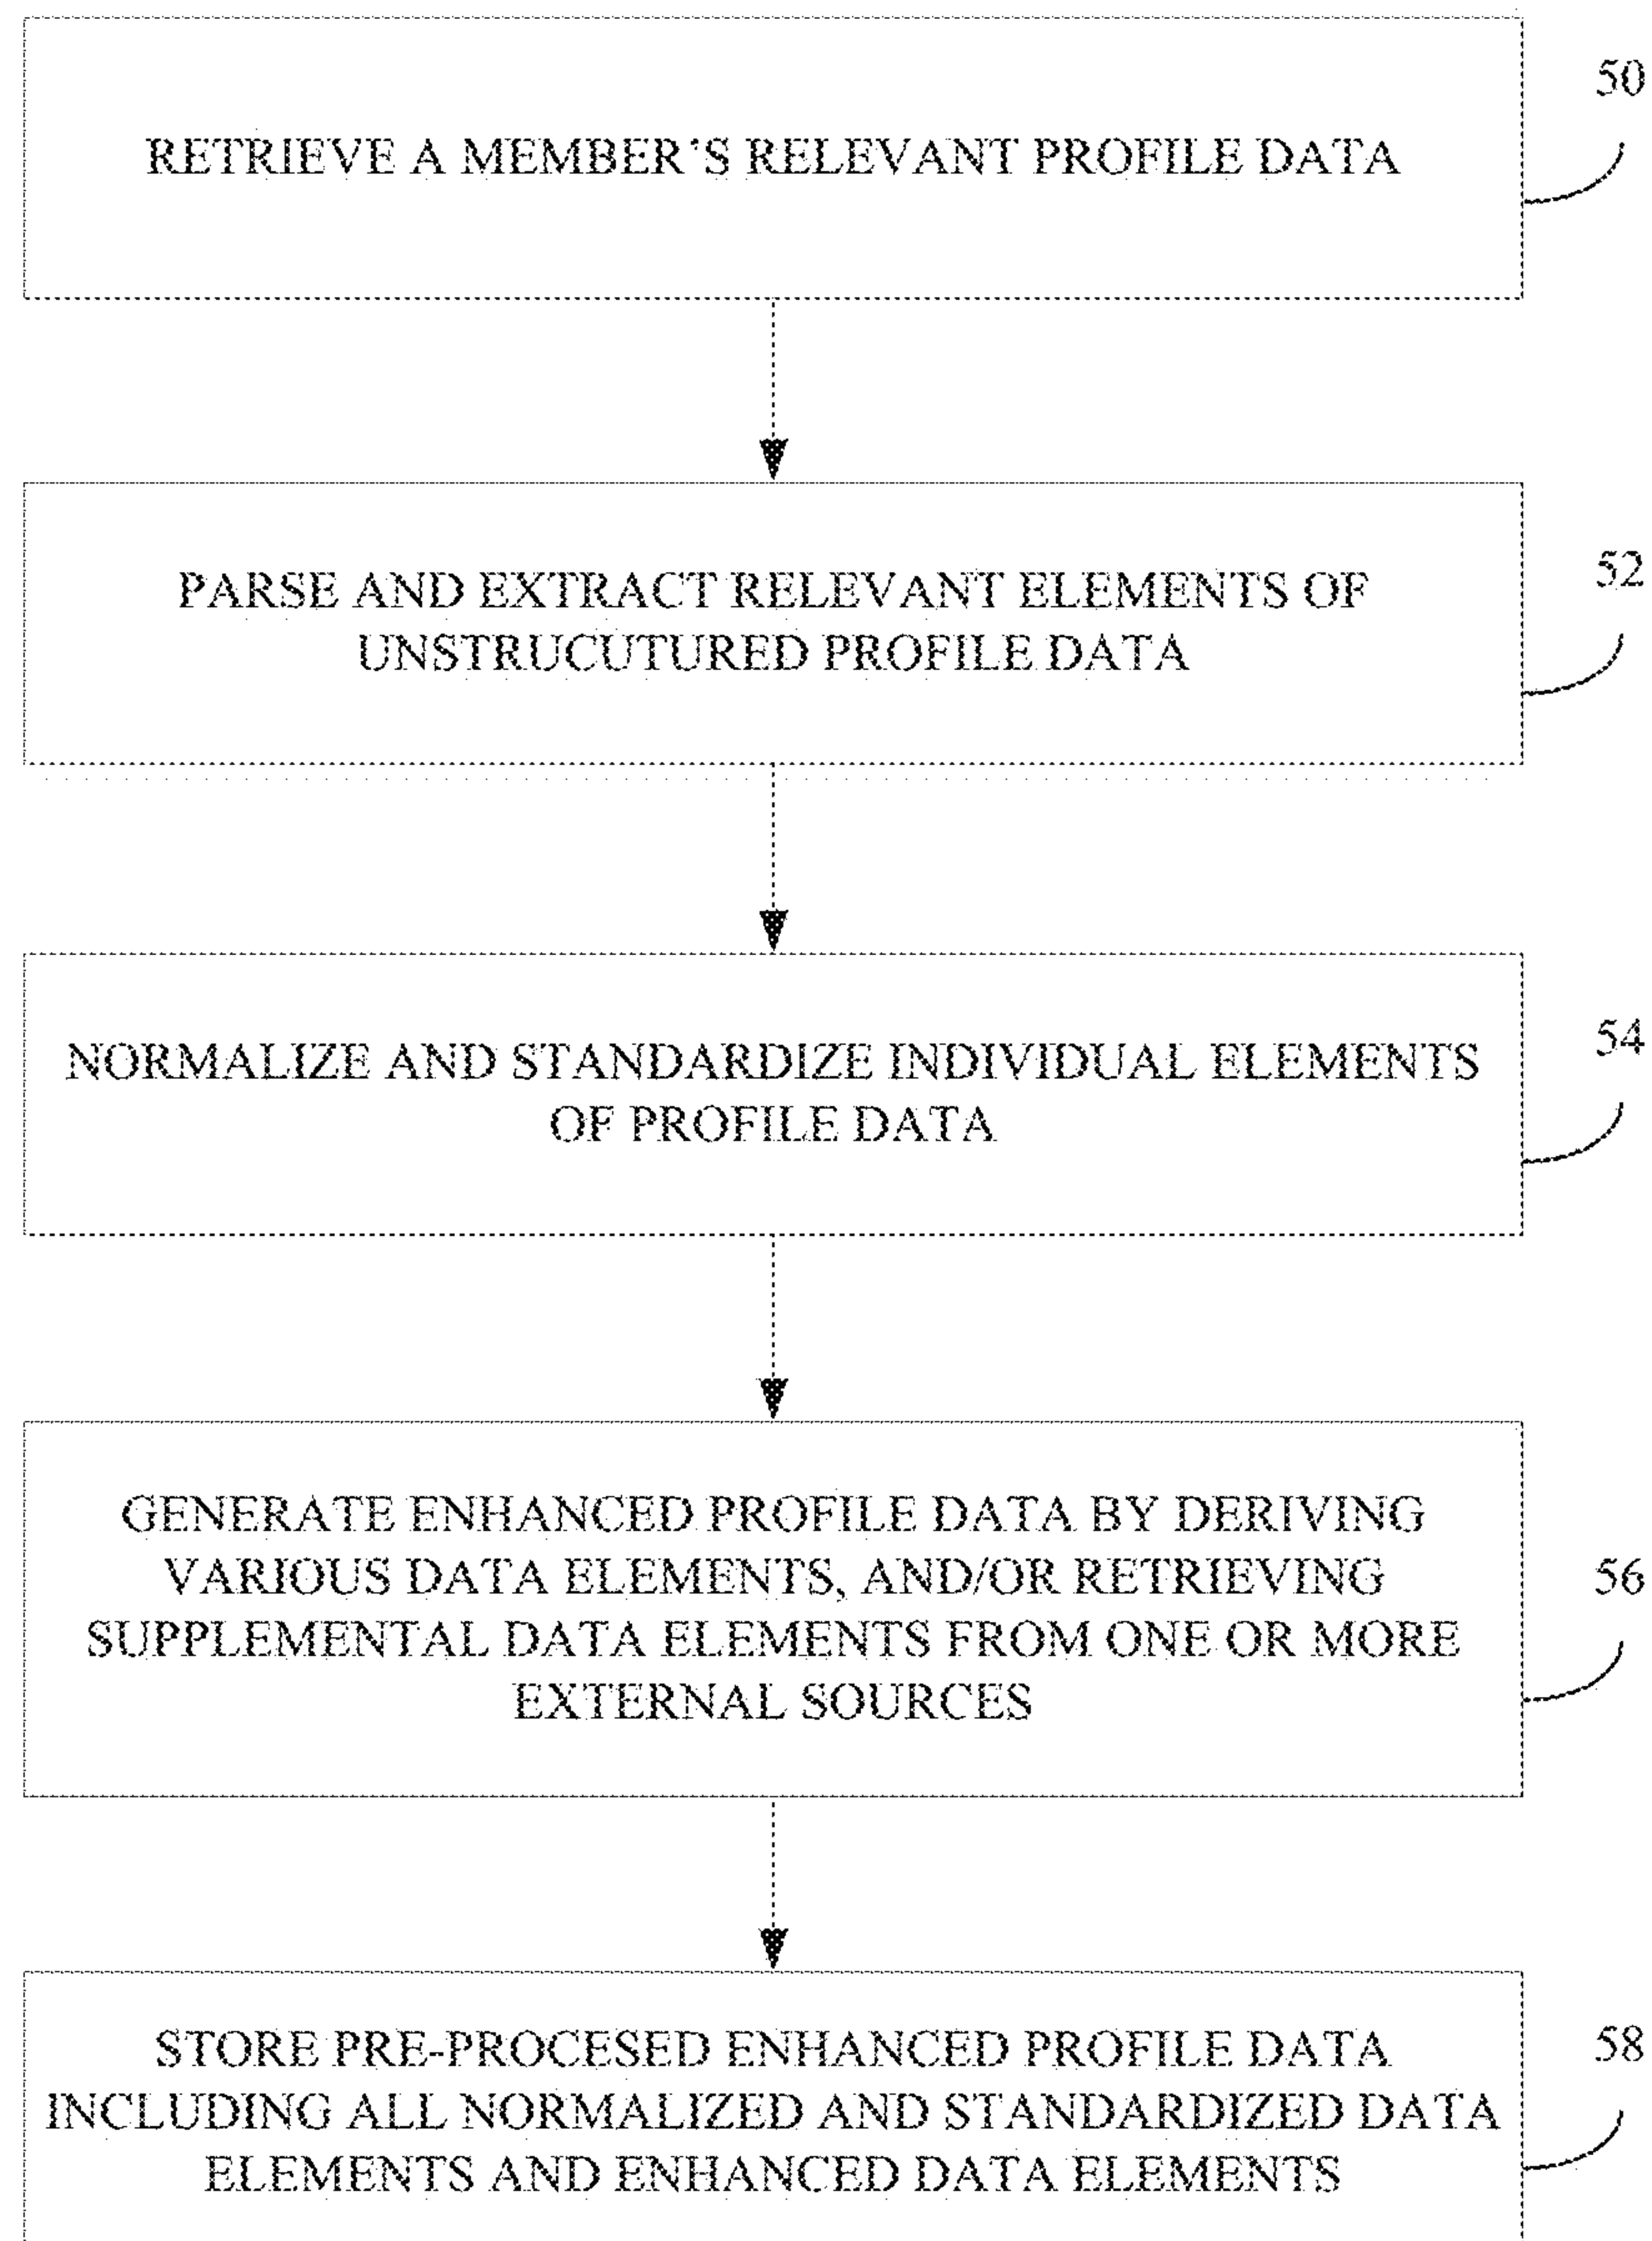 RETRIEVE A MEMBER'S RELEVANT PROFILE DATA
50
PARSE AND EXTRACT RELEVANT ELEMENTS OF
UNSTRUCUTURED PROFILE DATA
52
NORMALIZE AND STANDARDIZE INDIVIDUAL ELEMENTS
OF PROFILE DATA
54
GENERATE ENHANCED PROFILE DATA BY DERIVING
VARIOUS DATA ELEMENTS, AND/OR RETRIEVING
SUPPLEMENTAL DATA ELEMENTS FROM ONE OR MORE
EXTERNAL SOURCES
56
STORE PRE-PROCESED ENHANCED PROFILE DATA
INCLUDING ALL NORMALIZED AND STANDARDIZED DATA
ELEMENTS AND ENHANCED DATA ELEMENTS
58